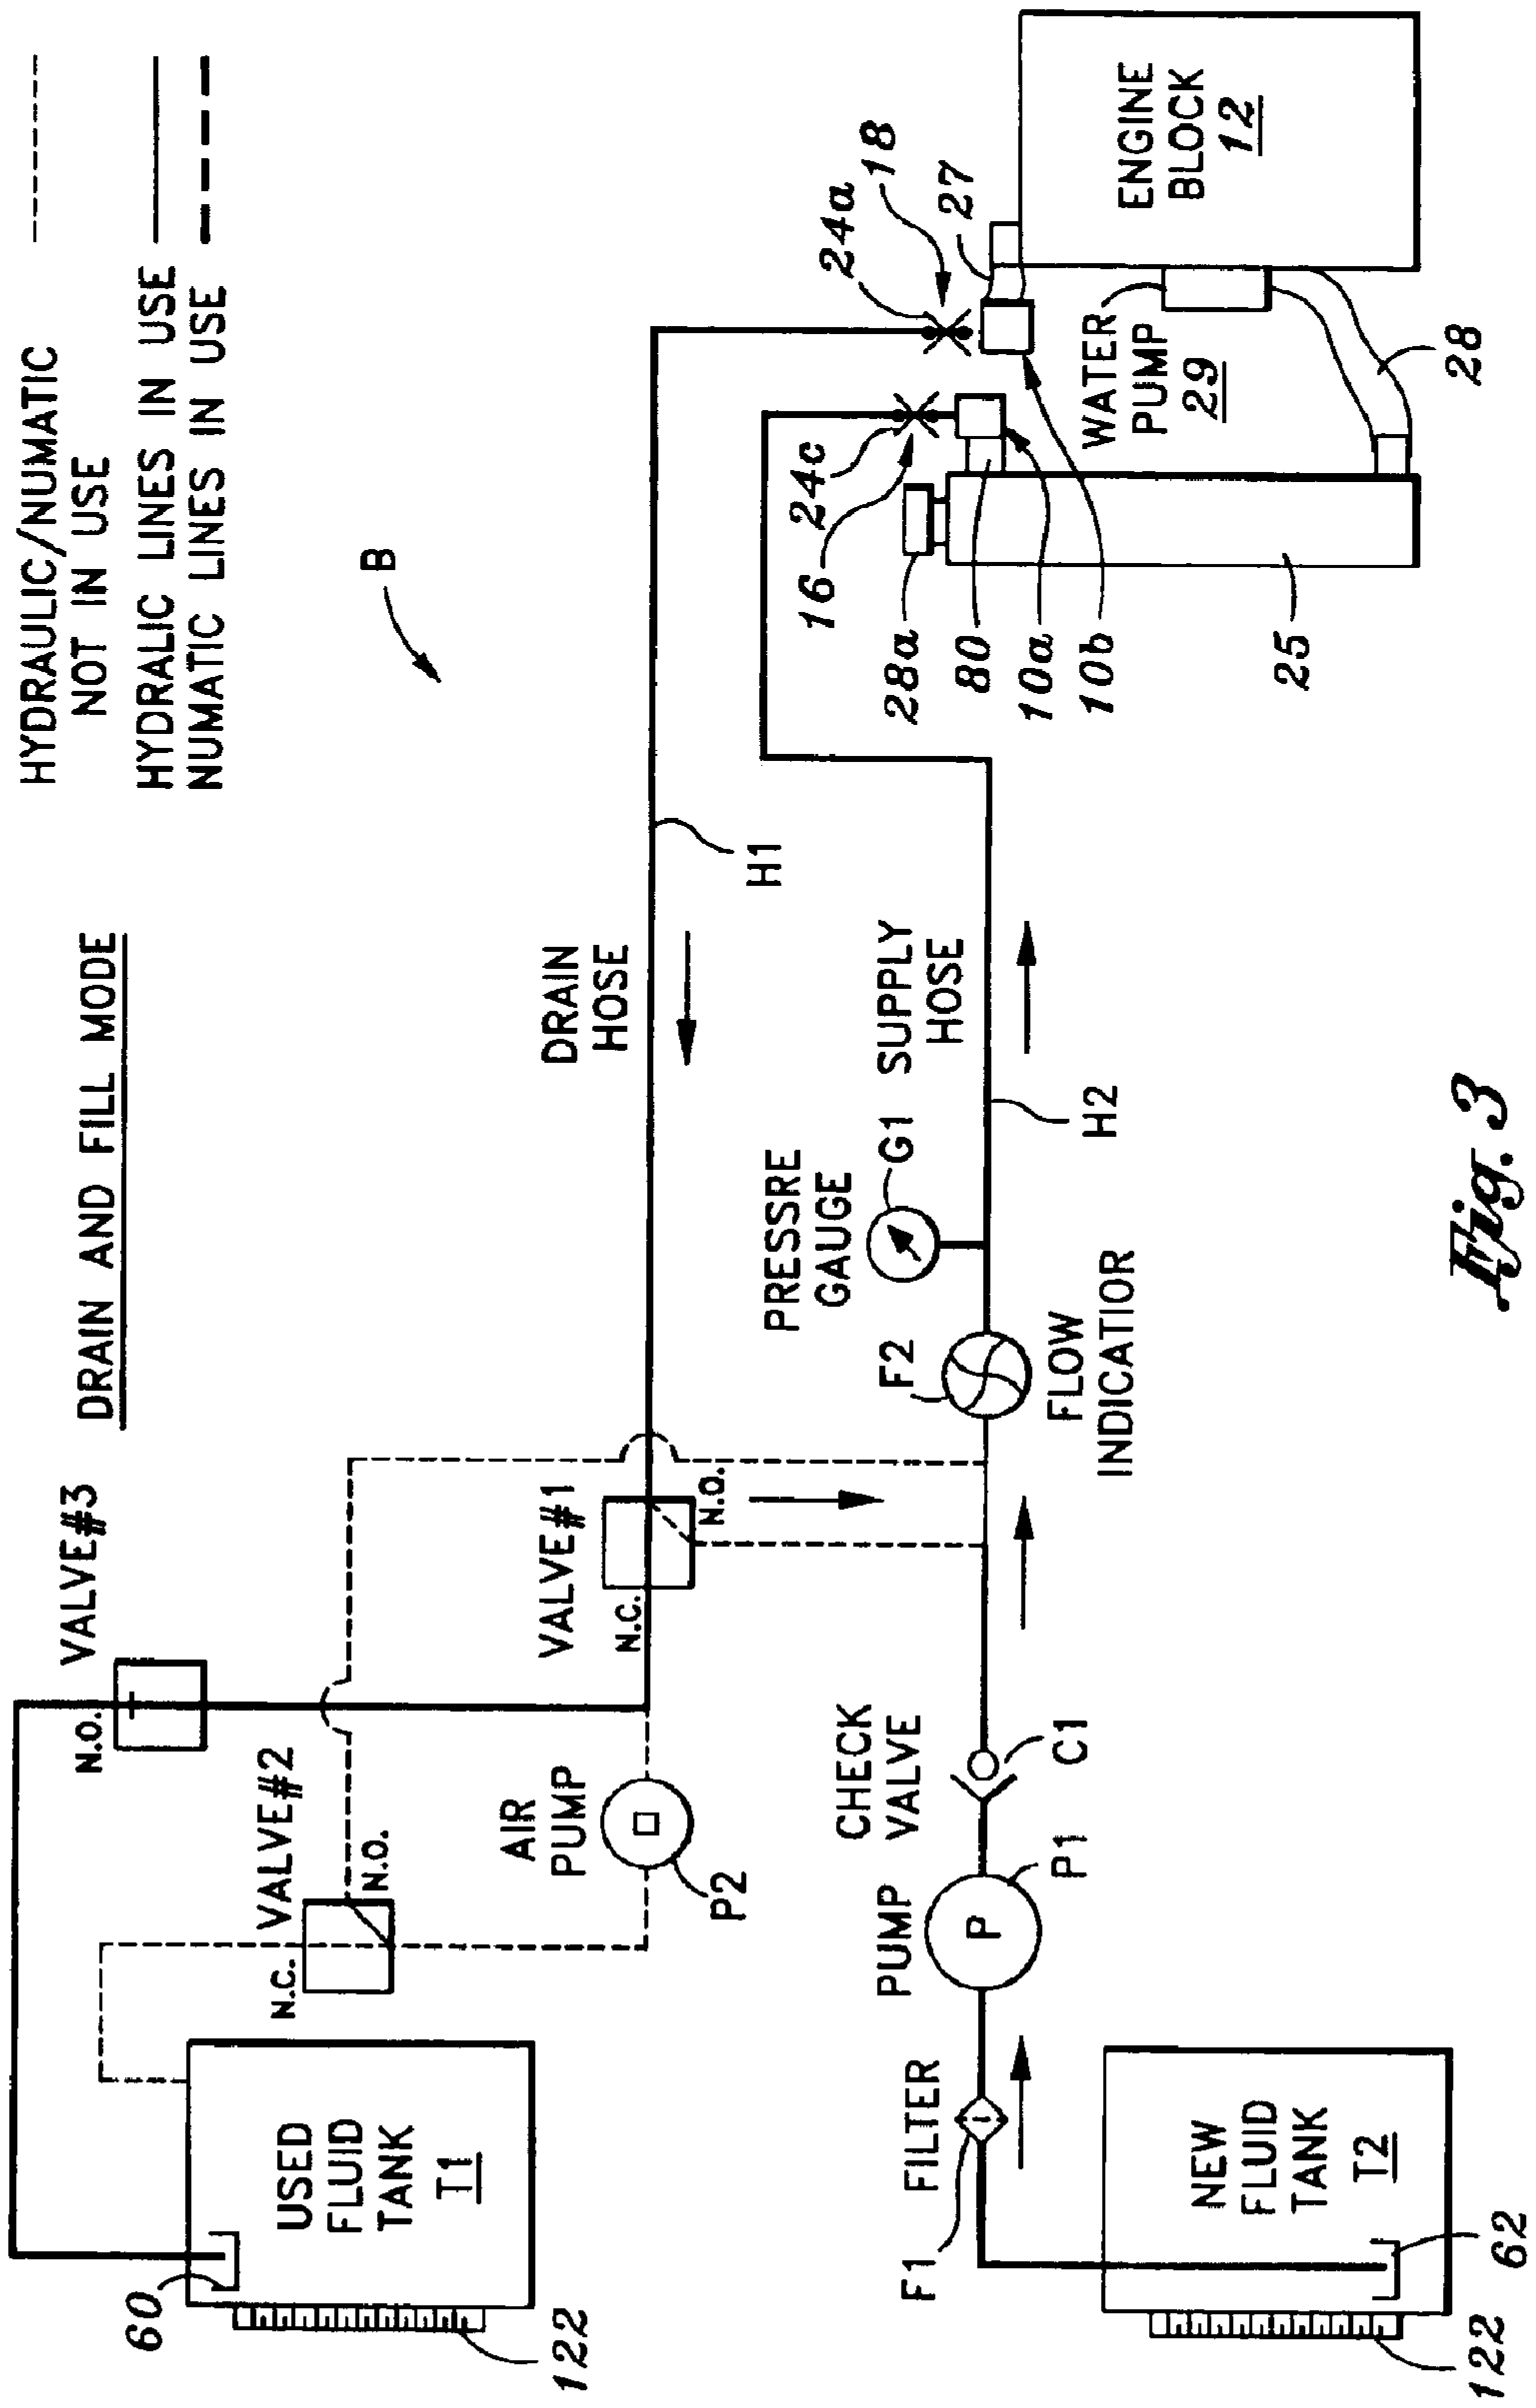 HYDRAULIC/NUMATIC
NOT IN USE
HYDRALIC LINES IN USE
NUMATIC LINES IN USE
DRAIN AND FILL MODE
B
VALVE#3
N.O.
VALVE#2
N.C.
N.O.
60
USED
FLUID
TANK
T1
122
AIR
PUMP
P2
VALVE#1
N.C.
N.O.
DRAIN
HOSE
H1
24a
18
27
24c
16
28a
80
10a
10b
25
WATER
PUMP
29
28
ENGINE
BLOCK
12
PRESSRE
GAUGE
G1
SUPPLY
HOSE
H2
F2
FLOW
INDICATIOR
CHECK
VALVE
C1
PUMP
P
P1
FILTER
F1
NEW
FLUID
TANK
T2
62
122
Fig. 3